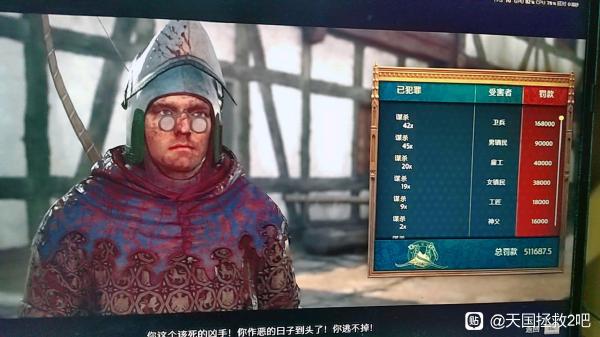 已犯罪 受害者 罚款
谋杀 42x 卫兵 168000
谋杀 45x 男镇民 90000
谋杀 20x 雇工 40000
谋杀 19x 女镇民 38000
谋杀 9x 工匠 18000
谋杀 2x 神父 16000
总罚款 511687.5
你这个该死的凶手！你作恶的日子到头了！你逃不掉！
返回
贴 @天国拯救2吧